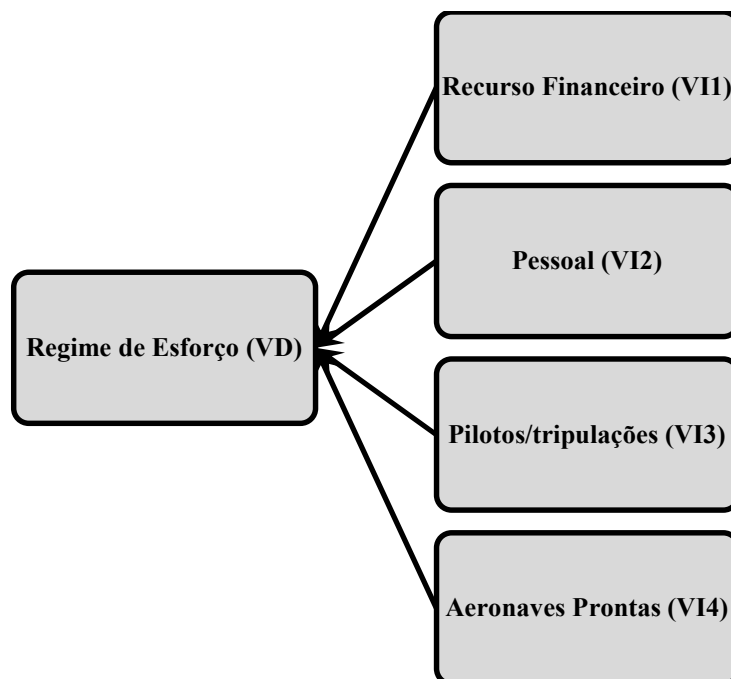 Recurso Financeiro (VI1)
Pessoal (VI2)
Regime de Esforço (VD)
Pilotos/tripulações (VI3)
Aeronaves Prontas (VI4)